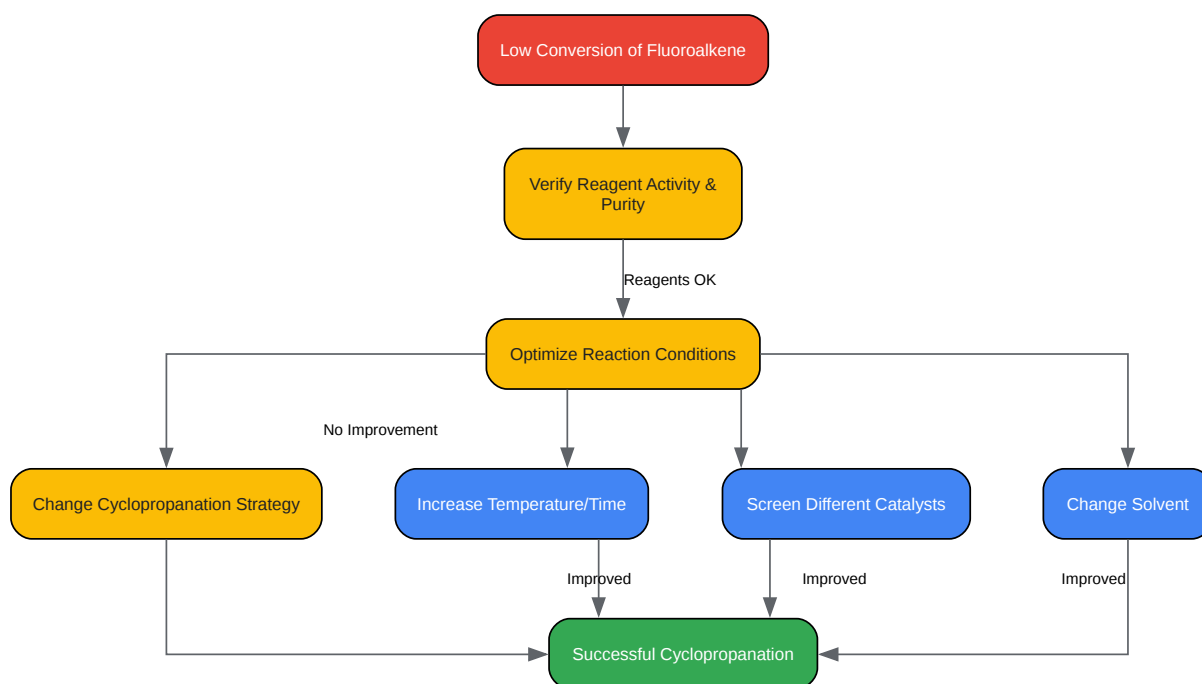 Low Conversion of Fluoroalkene
Verify Reagent Activity &
Purity
Reagents OK
Optimize Reaction Conditions
No Improvement
Change Cyclopropanation Strategy
Increase Temperature/Time
Screen Different Catalysts
Change Solvent
Improved
Improved
Improved
Successful Cyclopropanation